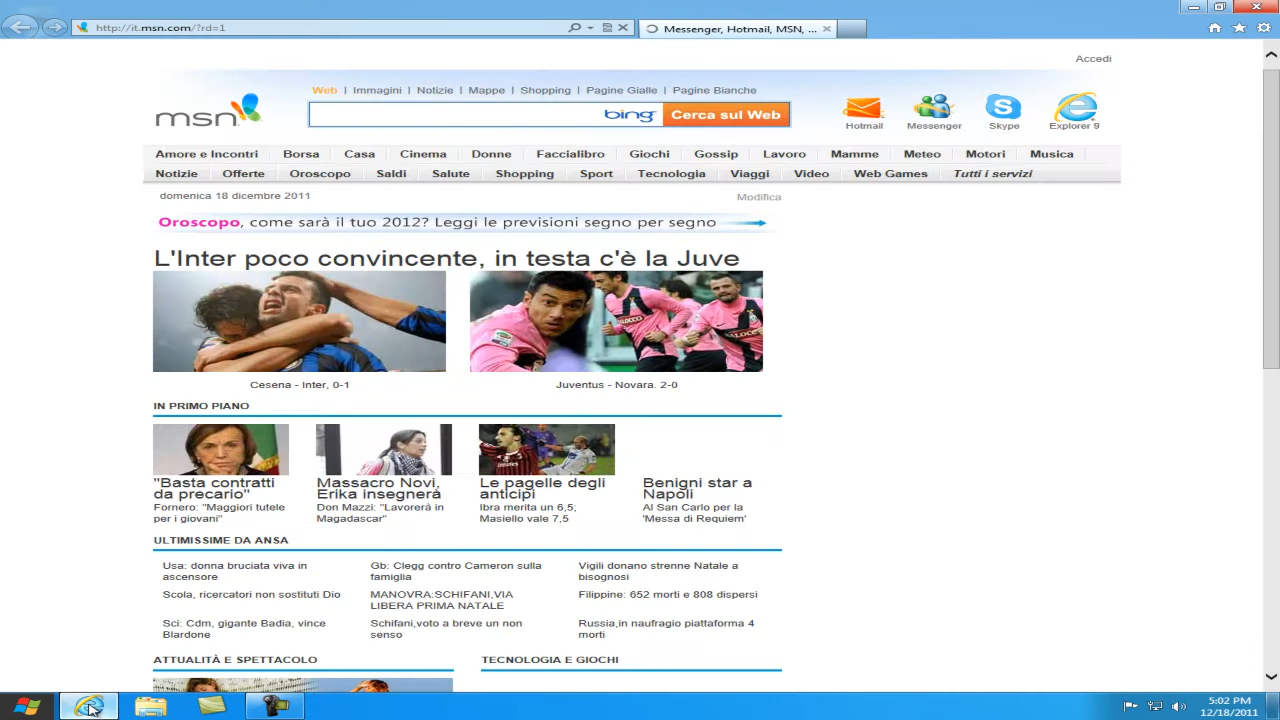 http://it.msn.com/?rd=1
Messenger, Hotmail, MSN, ...
Accedi
Web | Immagini | Notizie | Mappe | Shopping | Pagine Gialle | Pagine Bianche
msn
bing
Cerca sul Web
Hotmail
Messenger
Skype
Explorer 9
Amore e Incontri Borsa Casa Cinema Donne Faccialibro Giochi Gossip Lavoro Mamme Meteo Motori Musica
Notizie Offerte Oroscopo Saldi Salute Shopping Sport Tecnologia Viaggi Video Web Games Tutti i servizi
domenica 18 dicembre 2011
Modifica
Oroscopo, come sarà il tuo 2012? Leggi le previsioni segno per segno
L'Inter poco convincente, in testa c'è la Juve
Cesena - Inter, 0-1
Juventus - Novara. 2-0
IN PRIMO PIANO
"Basta contratti
da precario"
Fornero: "Maggiori tutele
per i giovani"
Massacro Novi,
Erika insegnerà
Don Mazzi: "Lavorerà in
Magadascar"
Le pagelle degli
anticipi
Ibra merita un 6,5;
Masiello vale 7,5
Benigni star a
Napoli
Al San Carlo per la
'Messa di Requiem'
ULTIMISSIME DA ANSA
Usa: donna bruciata viva in
ascensore
Gb: Clegg contro Cameron sulla
famiglia
Vigili donano strenne Natale a
bisognosi
Scola, ricercatori non sostituti Dio
MANOVRA:SCHIFANI,VIA
LIBERA PRIMA NATALE
Filippine: 652 morti e 808 dispersi
Sci: Cdm, gigante Badia, vince
Blardone
Schifani,voto a breve un non
senso
Russia,in naufragio piattaforma 4
morti
ATTUALITÀ E SPETTACOLO
TECNOLOGIA E GIOCHI
5:02 PM
12/18/2011